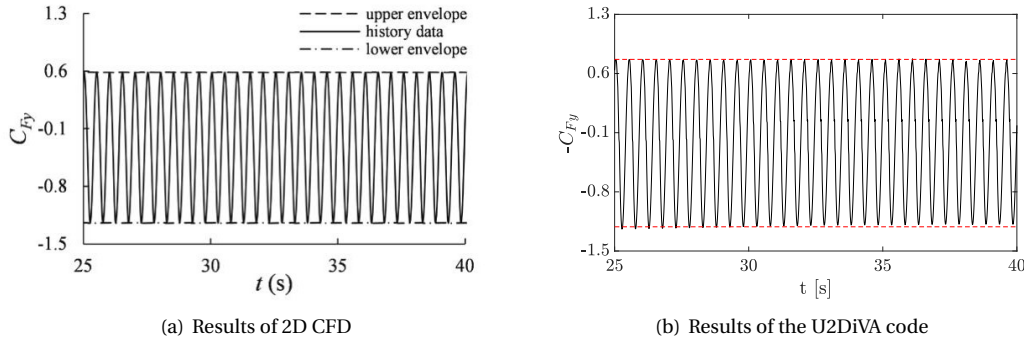 1.3
0.6
-0.1
-0.8
-1.5
C_Fy
upper envelope
history data
lower envelope
25
30
35
40
t (s)
(a) Results of 2D CFD
1.3
0.6
-0.1
-0.8
-1.5
-C_Fy
25
30
35
40
t [s]
(b) Results of the U2DiVA code